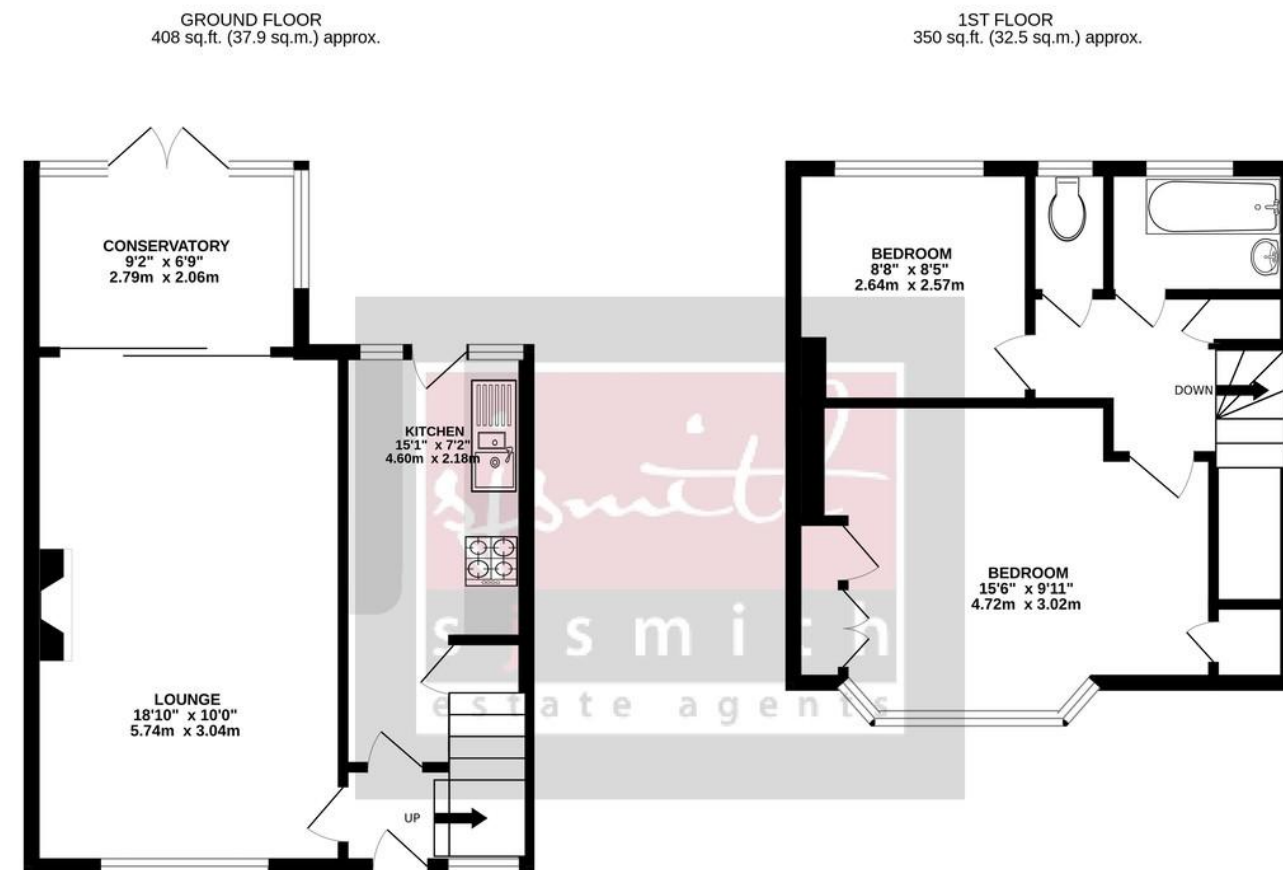 GROUND FLOOR
408 sq.ft. (37.9 sq.m.) approx.
CONSERVATORY
9'2" x 6'9"
2.79m x 2.06m
KITCHEN
15'1" x 7'2"
4.60m x 2.18m
LOUNGE
18'10" x 10'0"
5.74m x 3.04m
UP
1ST FLOOR
350 sq.ft. (32.5 sq.m.) approx.
BEDROOM
8'8" x 8'5"
2.64m x 2.57m
DOWN
BEDROOM
15'6" x 9'11"
4.72m x 3.02m
sjsmith
sjsmith
estate agents